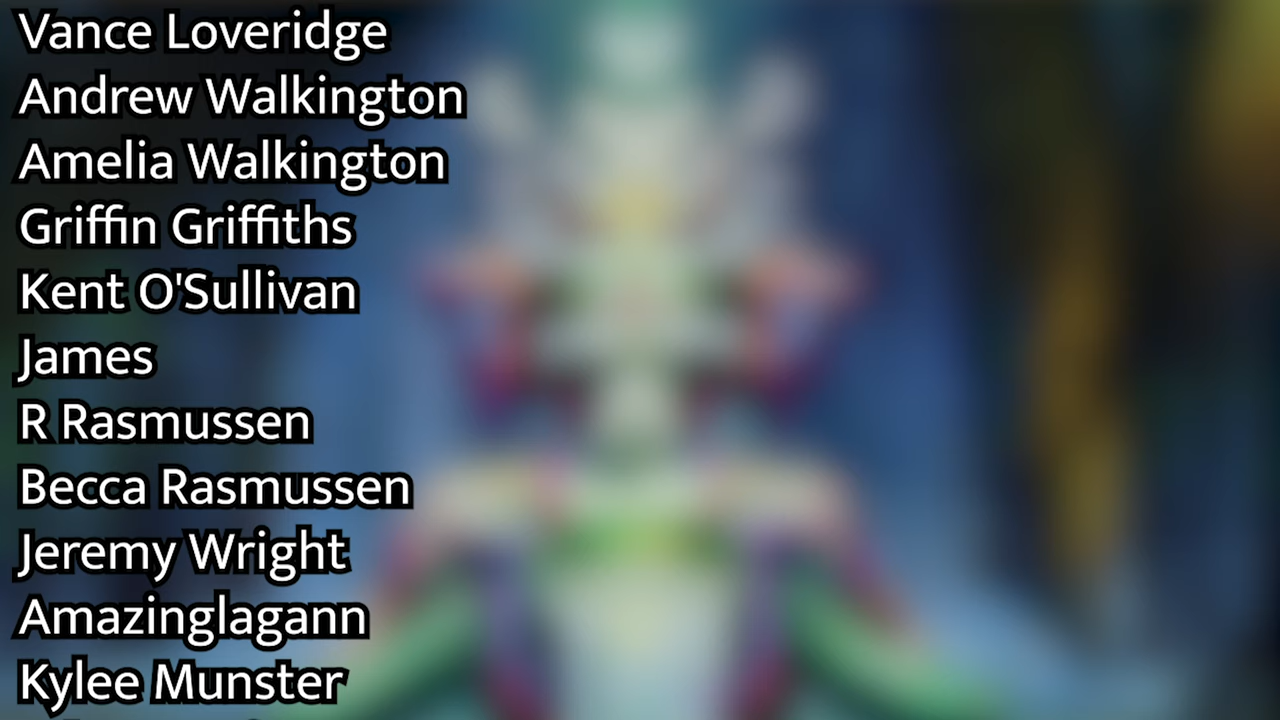 Vance Loveridge
Andrew Walkington
Amelia Walkington
Griffin Griffiths
Kent O'Sullivan
James
R Rasmussen
Becca Rasmussen
Jeremy Wright
Amazinglagann
Kylee Munster